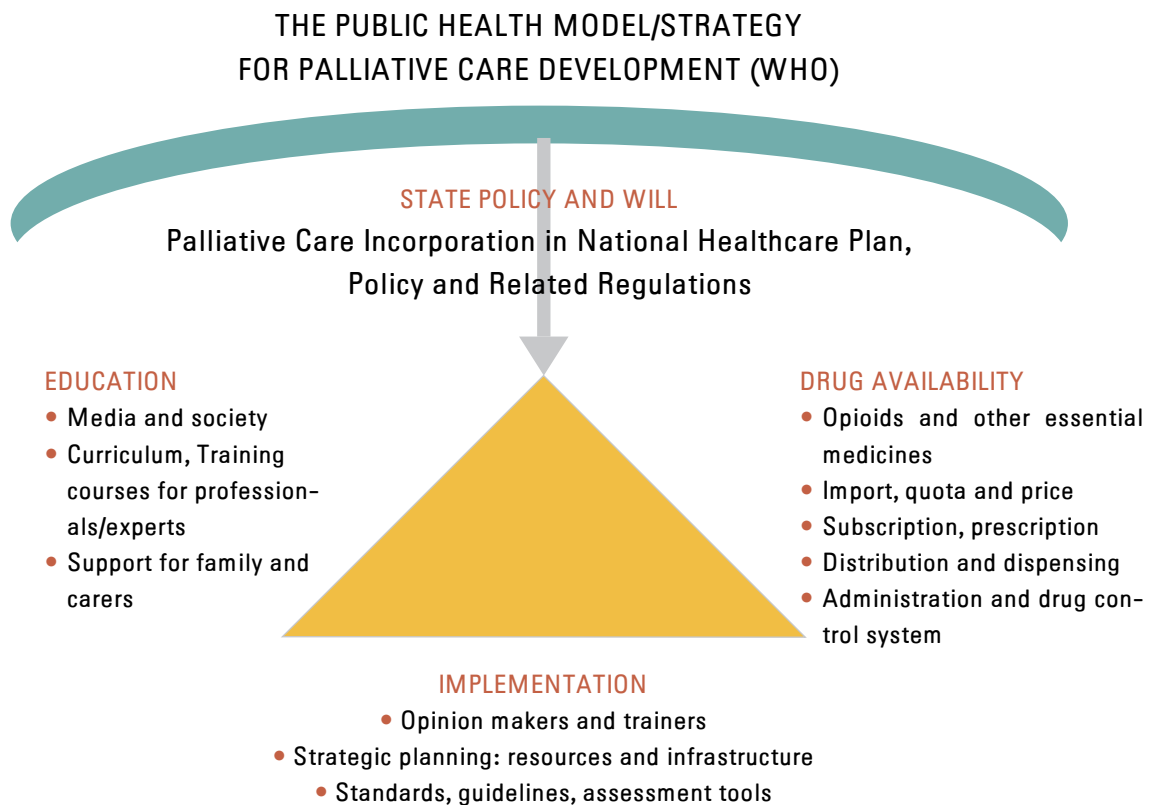 THE PUBLIC HEALTH MODEL/STRATEGY
FOR PALLIATIVE CARE DEVELOPMENT (WHO)
STATE POLICY AND WILL
Palliative Care Incorporation in National Healthcare Plan,
Policy and Related Regulations
EDUCATION
• Media and society
• Curriculum, Training
courses for profession-
als/experts
• Support for family and
carers
DRUG AVAILABILITY
• Opioids and other essential
medicines
• Import, quota and price
• Subscription, prescription
• Distribution and dispensing
• Administration and drug con-
trol system
IMPLEMENTATION
• Opinion makers and trainers
• Strategic planning: resources and infrastructure
• Standards, guidelines, assessment tools